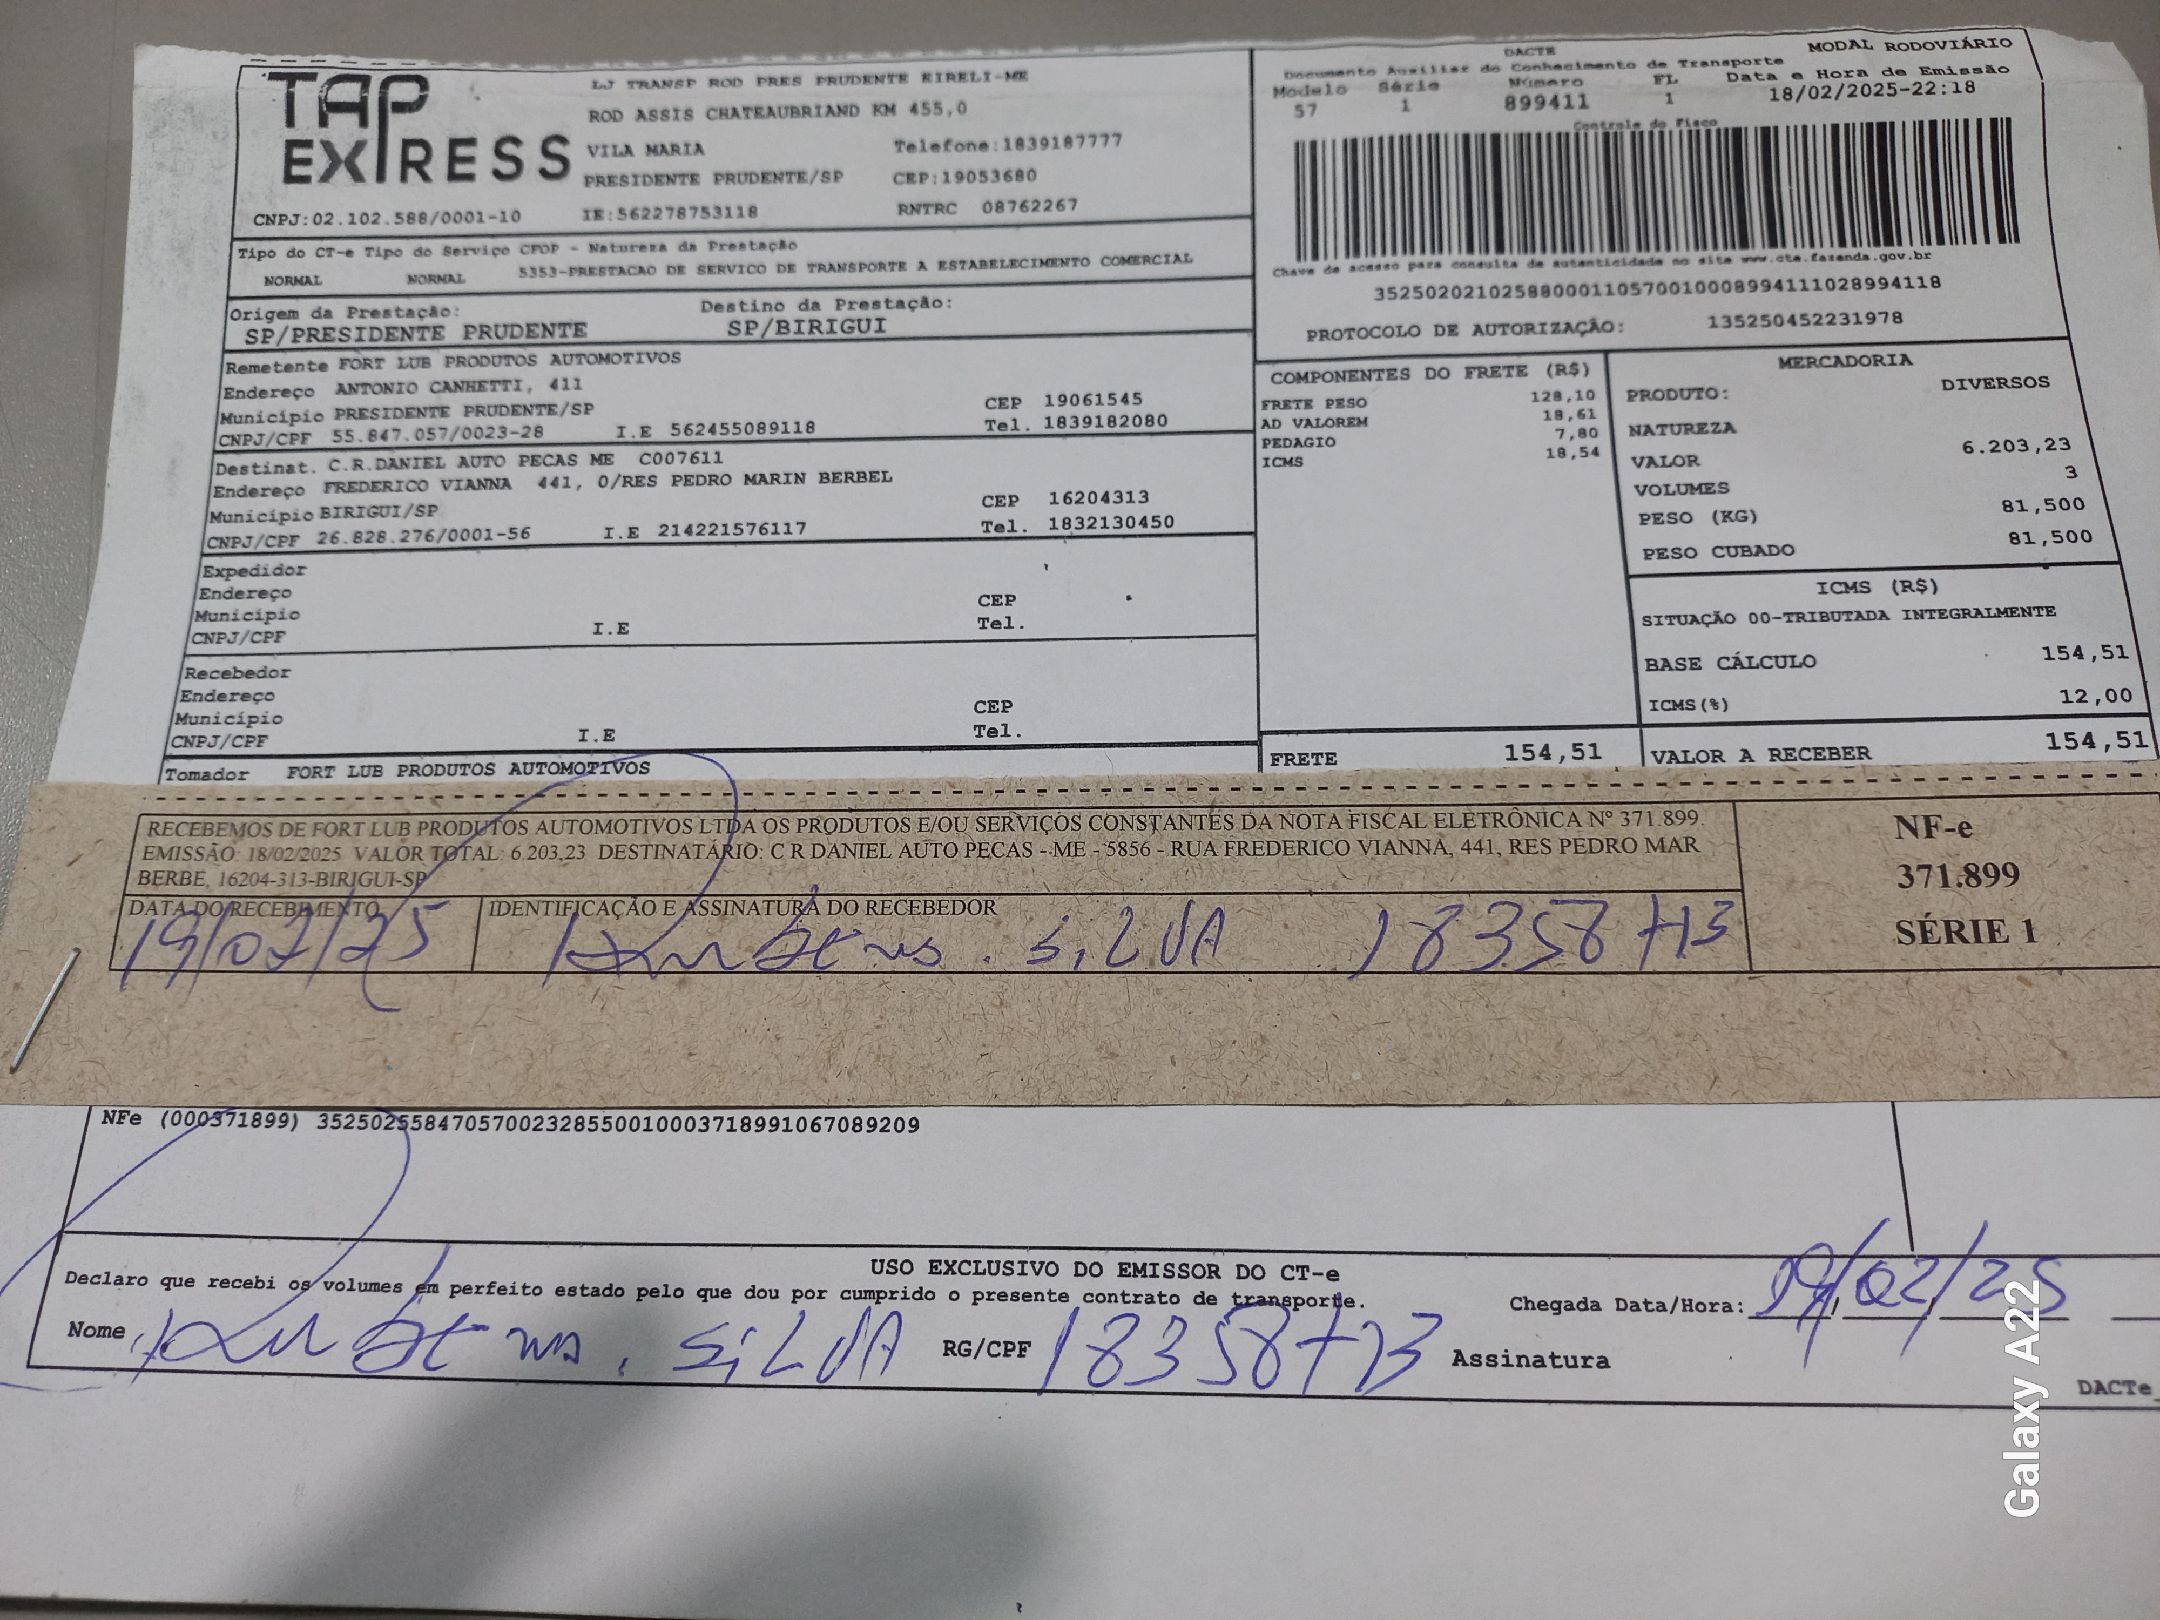 TAP EXPRESS
LJ TRANSP ROD PRES PRUDENTE EIRELI-ME
ROD ASSIS CHATEAUBRIAND KM 455,0
VILA MARIA Telefone:1839187777
PRESIDENTE PRUDENTE/SP CEP:19053680
CNPJ:02.102.588/0001-10 IE:562278753118 RNTRC 08762267
DACTE MODAL RODOVIÁRIO
Documento Auxiliar do Conhecimento de Transporte
Modelo Série Número FL Data e Hora de Emissão
57 1 899411 1 18/02/2025-22:18
Controle do Fisco
Chave de acesso para consulta de autenticidade no site www.cte.fazenda.gov.br
35250202102588000110570010008994111028994118
PROTOCOLO DE AUTORIZAÇÃO: 135250452231978
Tipo do CT-e Tipo do Serviço CFOP - Natureza da Prestação
NORMAL NORMAL 5353-PRESTACAO DE SERVICO DE TRANSPORTE A ESTABELECIMENTO COMERCIAL
Origem da Prestação: Destino da Prestação:
SP/PRESIDENTE PRUDENTE SP/BIRIGUI
Remetente FORT LUB PRODUTOS AUTOMOTIVOS
Endereço ANTONIO CANHETTI, 411
Município PRESIDENTE PRUDENTE/SP CEP 19061545
CNPJ/CPF 55.847.057/0023-28 I.E 562455089118 Tel. 1839182080
Destinat. C.R.DANIEL AUTO PECAS ME C007611
Endereço FREDERICO VIANNA 441, 0/RES PEDRO MARIN BERBEL
Município BIRIGUI/SP CEP 16204313
CNPJ/CPF 26.828.276/0001-56 I.E 214221576117 Tel. 1832130450
Expedidor
Endereço
Município CEP
CNPJ/CPF I.E Tel.
Recebedor
Endereço
Município CEP
CNPJ/CPF I.E Tel.
Tomador FORT LUB PRODUTOS AUTOMOTIVOS
COMPONENTES DO FRETE (R$)
FRETE PESO 128,10
AD VALOREM 18,61
PEDAGIO 7,80
ICMS 18,54
FRETE 154,51
MERCADORIA
PRODUTO: DIVERSOS
NATUREZA
VALOR 6.203,23
VOLUMES 3
PESO (KG) 81,500
PESO CUBADO 81,500
ICMS (R$)
SITUAÇÃO 00-TRIBUTADA INTEGRALMENTE
BASE CÁLCULO 154,51
ICMS(%) 12,00
VALOR A RECEBER 154,51
RECEBEMOS DE FORT LUB PRODUTOS AUTOMOTIVOS LTDA OS PRODUTOS E/OU SERVIÇOS CONSTANTES DA NOTA FISCAL ELETRÔNICA Nº 371.899.
EMISSÃO: 18/02/2025 VALOR TOTAL: 6.203,23 DESTINATÁRIO: C R DANIEL AUTO PECAS - ME - 5856 - RUA FREDERICO VIANNA, 441, RES PEDRO MAR
BERBE, 16204-313-BIRIGUI-SP
DATA DO RECEBIMENTO IDENTIFICAÇÃO E ASSINATURA DO RECEBEDOR
19/02/25 SILVA
NF-e
371.899
SÉRIE 1
NFe (000371899) 35250255847057002328550010003718991067089209
USO EXCLUSIVO DO EMISSOR DO CT-e
Declaro que recebi os volumes em perfeito estado pelo que dou por cumprido o presente contrato de transporte.
Chegada Data/Hora: 19/02/25
Nome SILVA RG/CPF Assinatura
DACTe
Galaxy A22